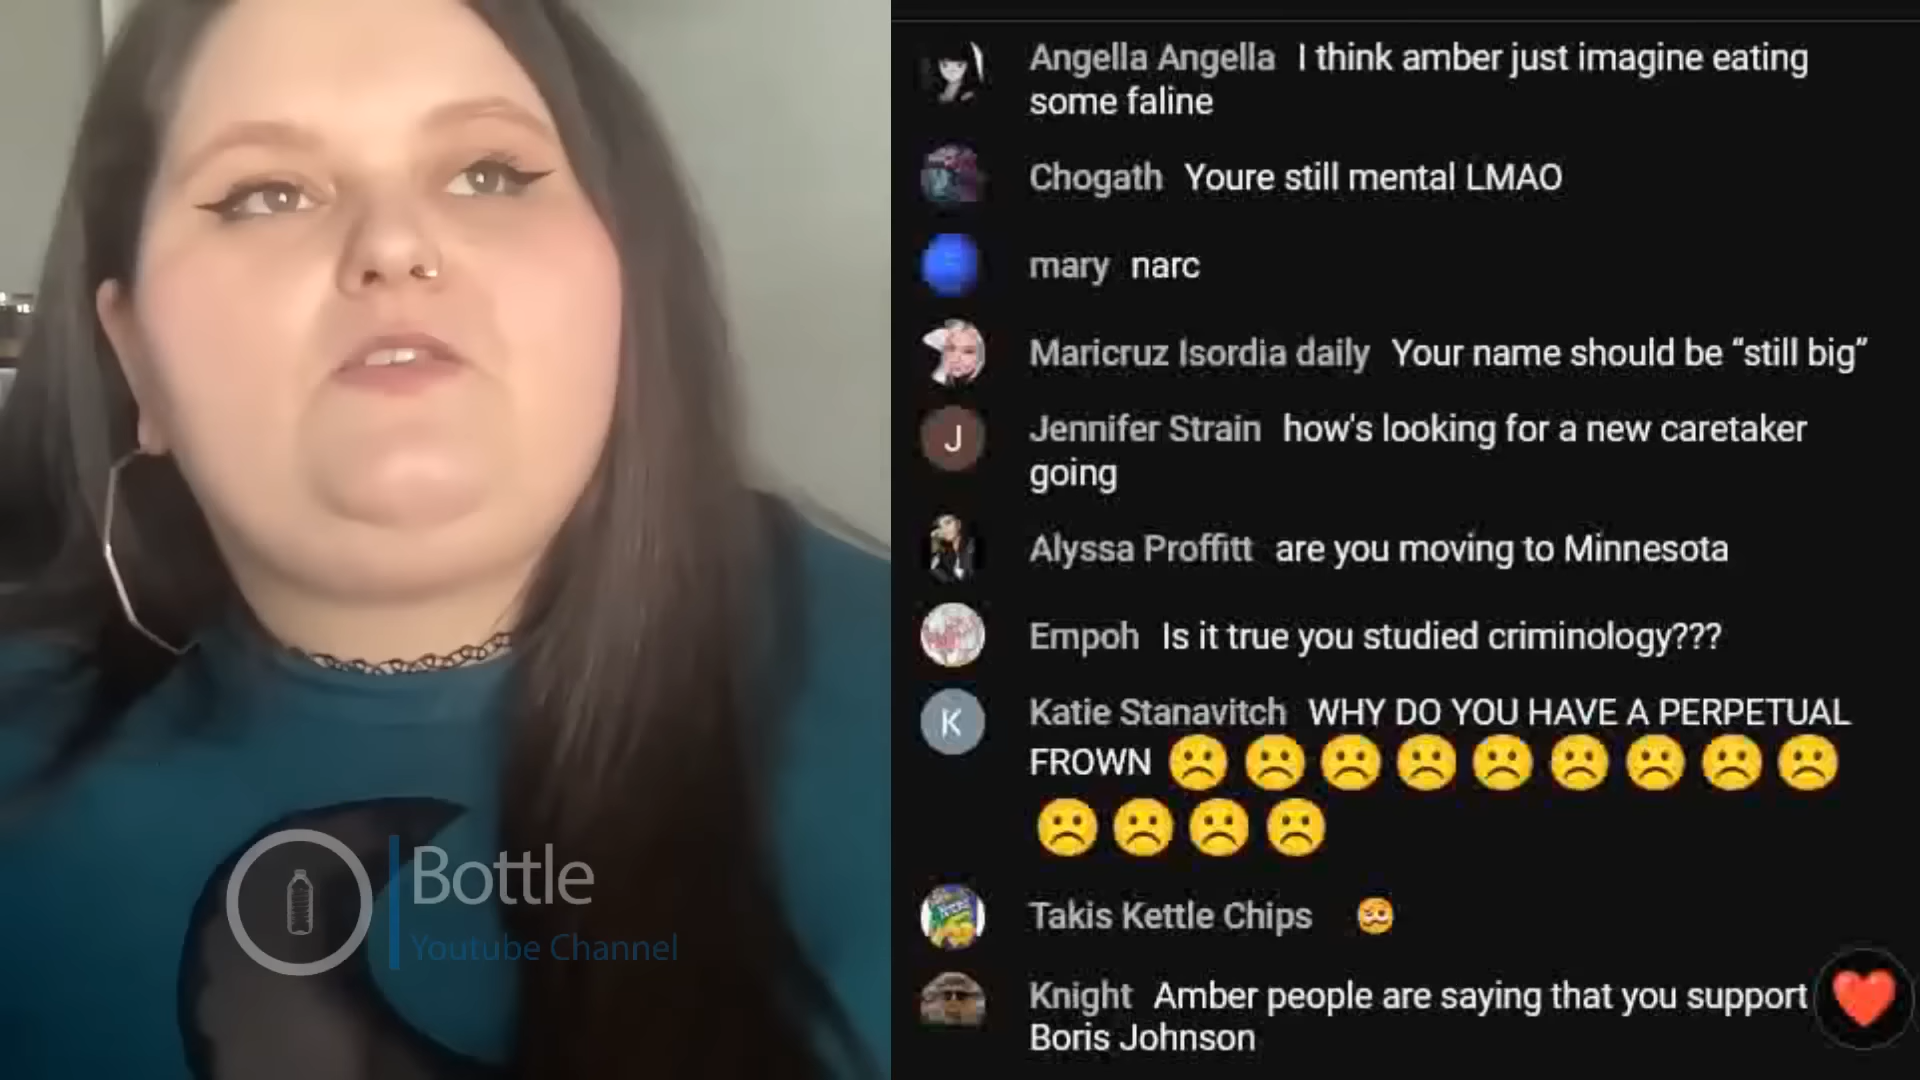 Angella Angella I think amber just imagine eating
some faline
Chogath Youre still mental LMAO
mary narc
Maricruz Isordia daily Your name should be “still big”
J
Jennifer Strain how's looking for a new caretaker
going
Alyssa Proffitt are you moving to Minnesota
Empoh Is it true you studied criminology???
K
Katie Stanavitch WHY DO YOU HAVE A PERPETUAL
FROWN ☹️☹️☹️☹️☹️☹️☹️☹️☹️
☹️☹️☹️☹️
Takis Kettle Chips 🥴
Knight Amber people are saying that you support
Boris Johnson
Bottle
Youtube Channel